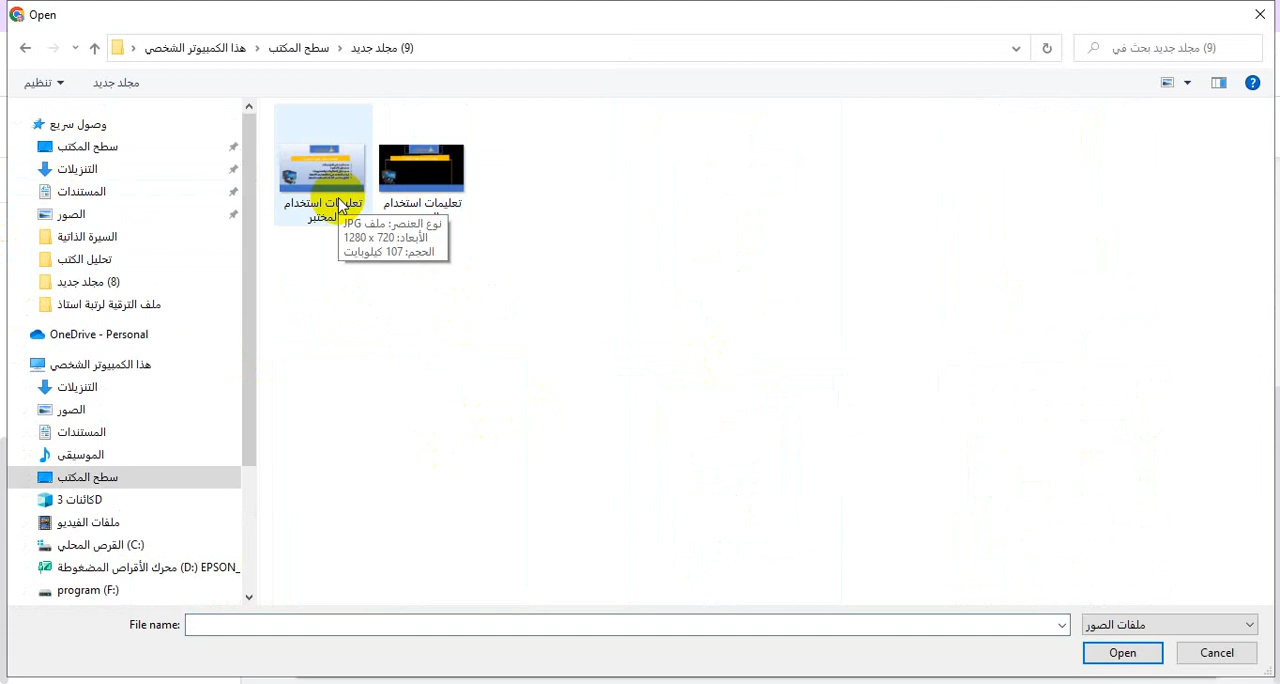 Open
هذا الكمبيوتر الشخصي
سطح المكتب
مجلد جديد (9)
مجلد جديد بحث في (9)
تنظيم
مجلد جديد
وصول سريع
سطح المكتب
التنزيلات
المستندات
الصور
السيرة الذاتية
تحليل الكتب
مجلد جديد (8)
ملف الترقية لرتبة استاذ
OneDrive - Personal
هذا الكمبيوتر الشخصي
التنزيلات
الصور
المستندات
الموسيقى
سطح المكتب
كائنات 3D
ملفات الفيديو
القرص المحلي (C:)
محرك الأقراص المضغوطة (D:) EPSON_
program (F:)
تعليمات استخدام
المختبر
تعليمات استخدام
نوع العنصر: ملف JPG
الأبعاد: 720 x 1280
الحجم: 107 كيلوبايت
File name:
ملفات الصور
Open
Cancel